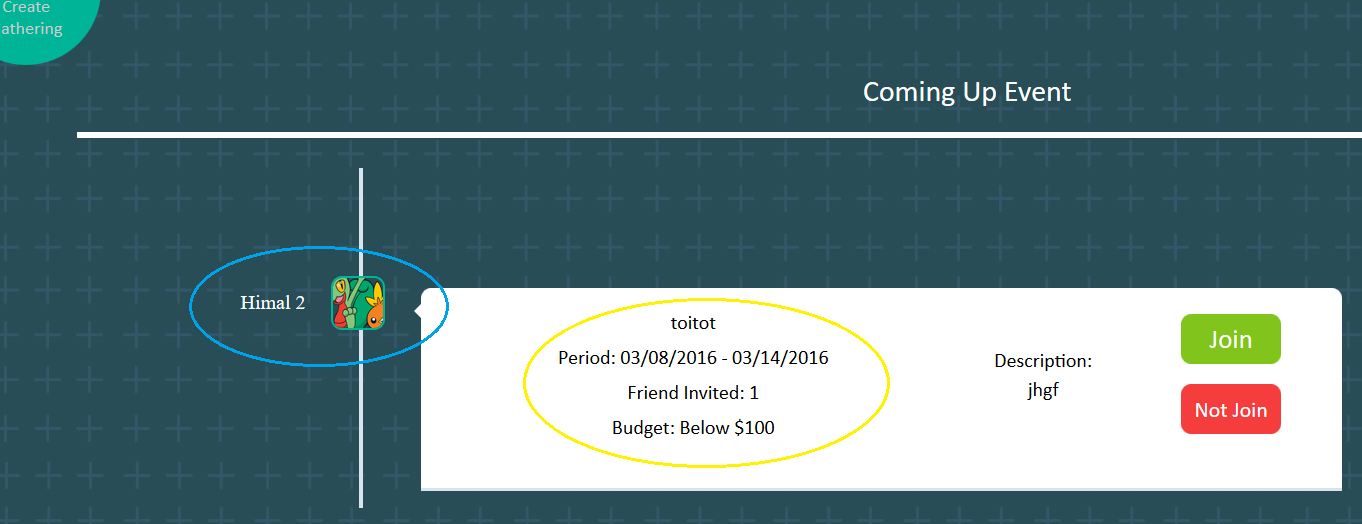 Create
athering
Coming Up Event
Himal 2
toitot
Period: 03/08/2016 - 03/14/2016
Friend Invited: 1
Budget: Below $100
Description:
jhgf
Join
Not Join